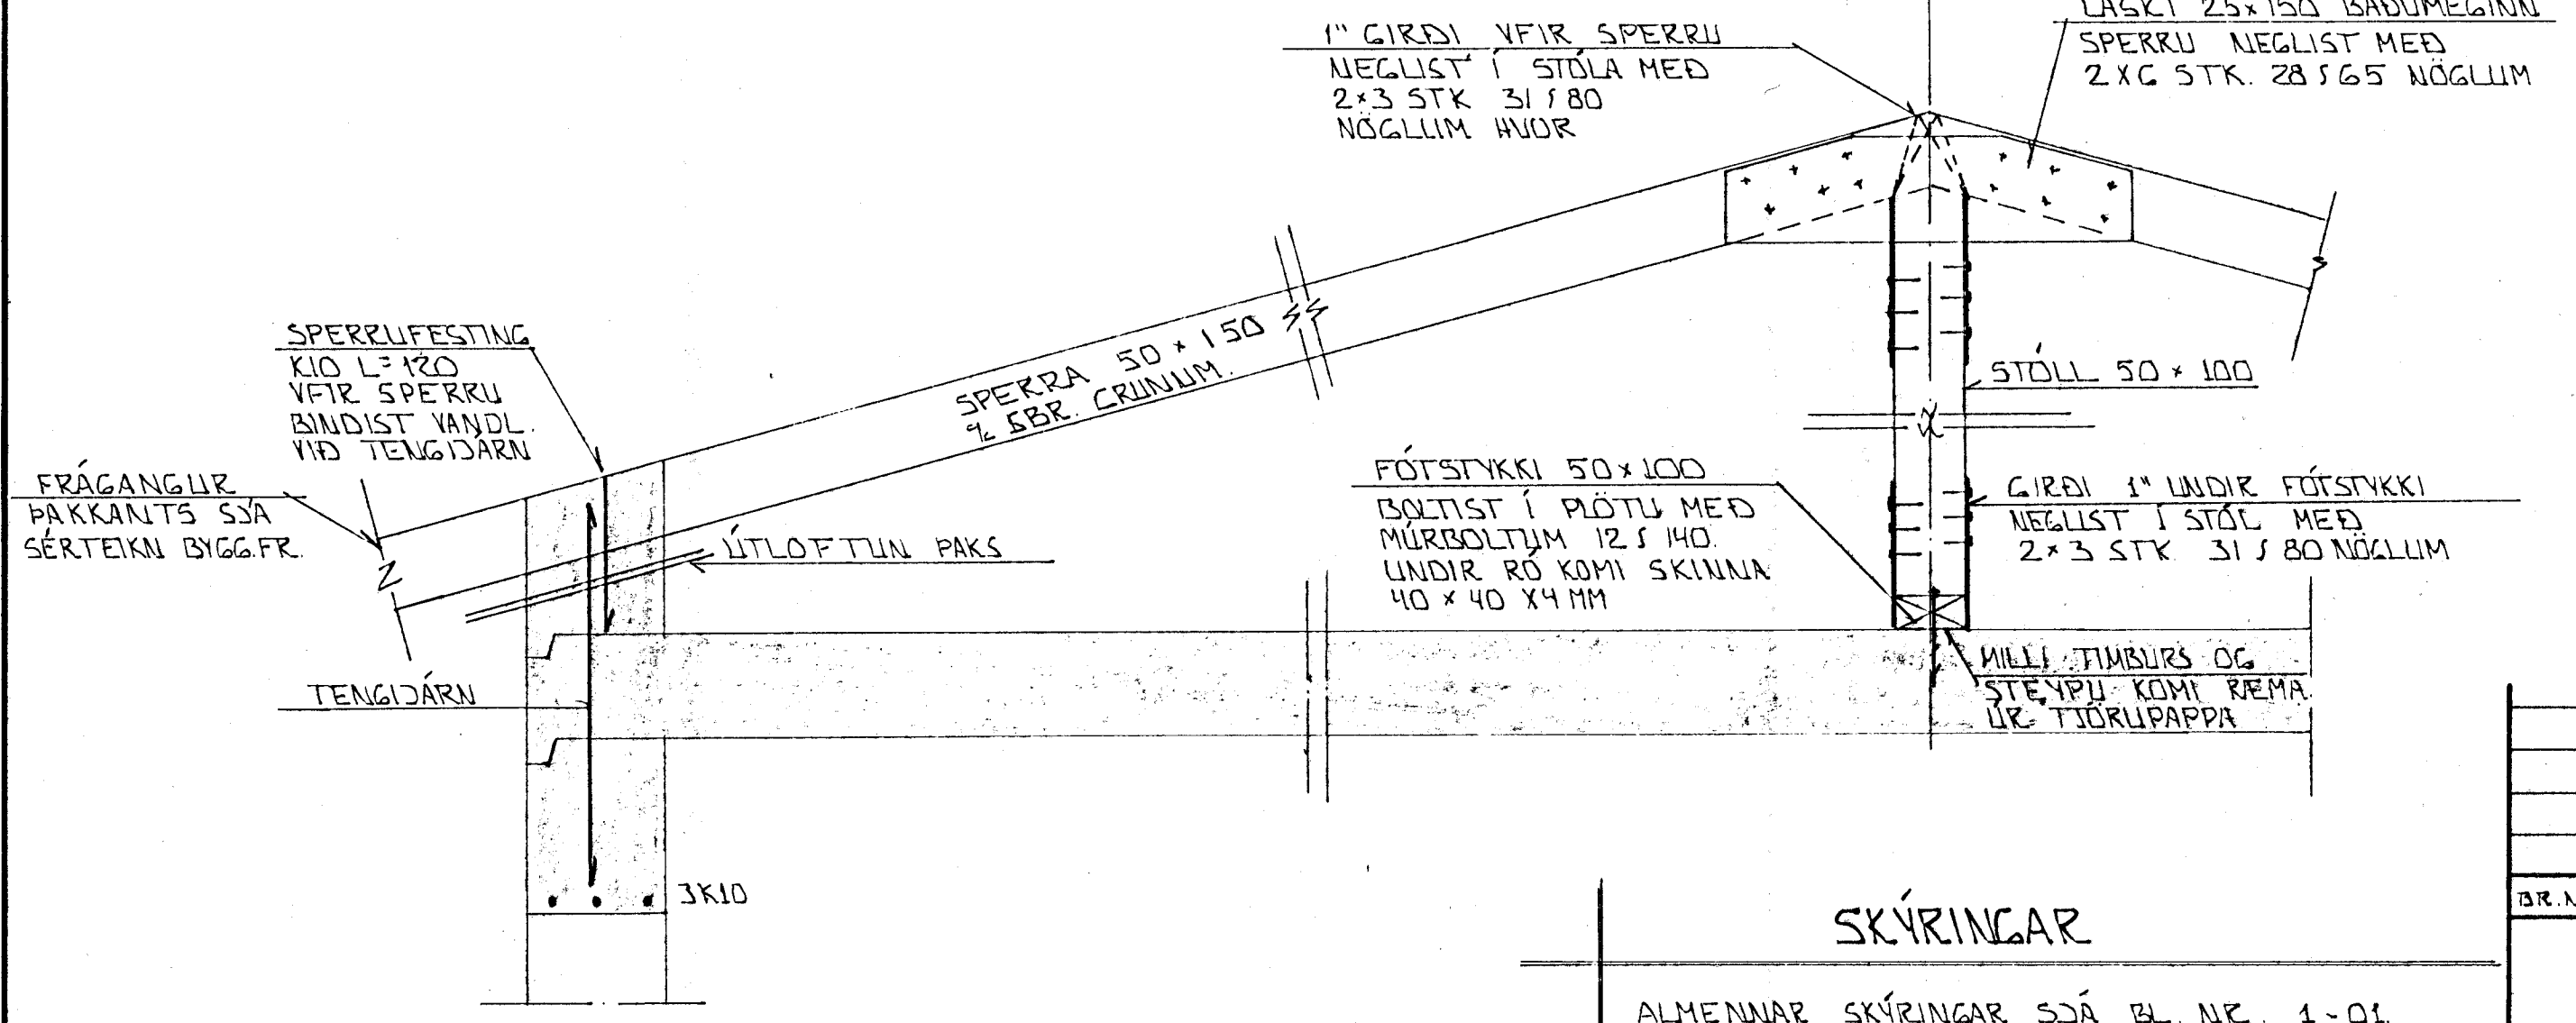 1" GIRÐI YFIR SPERRU
NEGLIST Í STÓLA MEÐ
2×3 STK 31 S 80
NÖGLUM HVOR
LASKI 25×150 BÁÐUMEGINN
SPERRU NEGLIST MEÐ
2×6 STK. 28 S 65 NÖGLUM
SPERRUFESTING
K10 L=120
YFIR SPERRU
BINDIST VANDL.
VIÐ TENGIJÁRN
FRÁGANGUR
ÞAKKANTS SJÁ
SÉRTEIKN BYGG.FR.
SPERRA 50 × 150
SBR. GRUNUM.
ÚTLOFTUN ÞAKS
STÓLL 50 × 100
FÓTSTYKKI 50×100
BOLTIST Í PLÖTU MEÐ
MÚRBOLTUM 12 S 140.
UNDIR RÓ KOMI SKINNA
40 × 40 X4 MM
GIRÐI 1" UNDIR FÓTSTYKKI
NEGLIST Í STÓL MEÐ
2×3 STK. 31 S 80 NÖGLUM
MILLI TIMBURS OG
STEYPU KOMI RÆMA
ÚR TJÖRUPAPPA
TENGIJÁRN
3K10
BR.N
SKÝRINGAR
ALMENNAR SKÝRINGAR SJÁ BL. NR. 1-01.